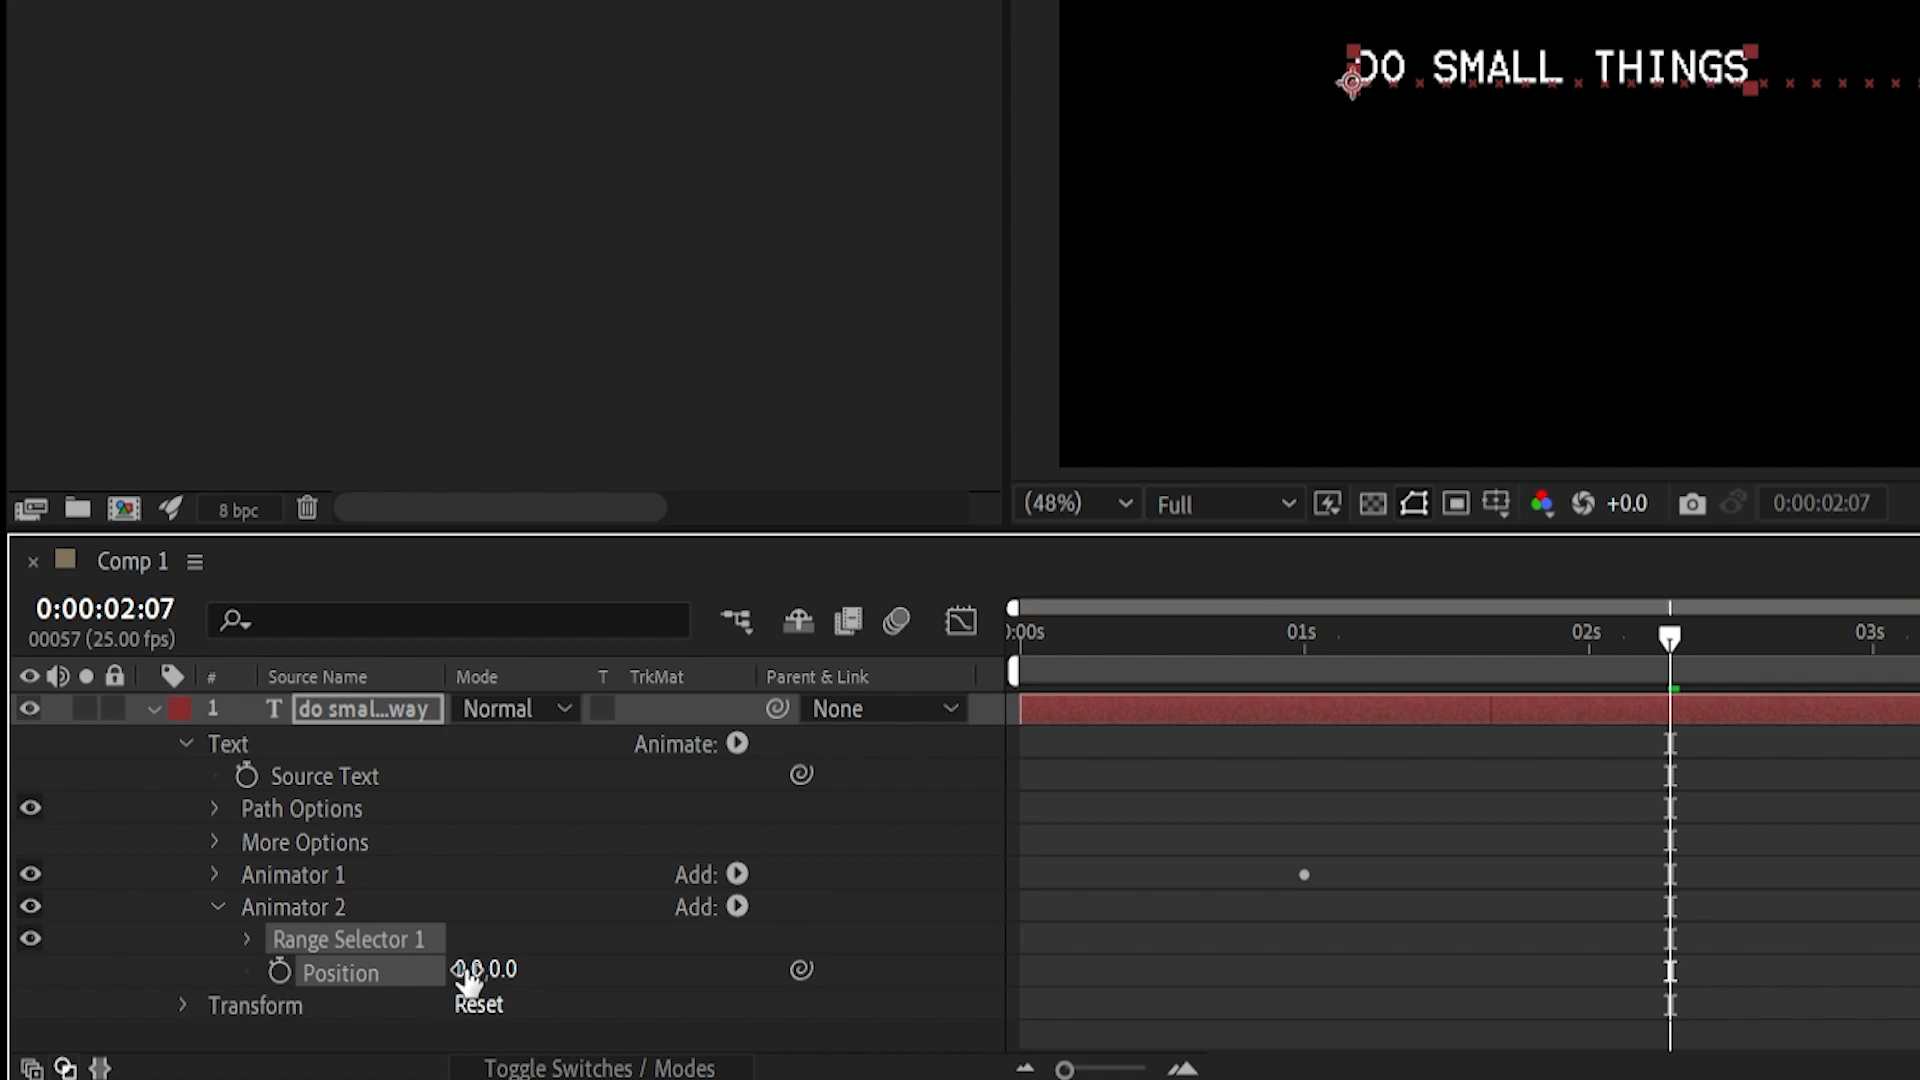 DO SMALL THINGS
8 bpc
(48%)
Full
+0.0
0:00:02:07
Comp 1
0:00:02:07
00057 (25.00 fps)
):00s
01s
02s
03s
#
Source Name
Mode
T
TrkMat
Parent & Link
1
T
do smal...way
Normal
None
Text
Animate:
Source Text
Path Options
More Options
Animator 1
Add:
Animator 2
Add:
Range Selector 1
Position
0.0,0.0
Transform
Reset
Toggle Switches / Modes